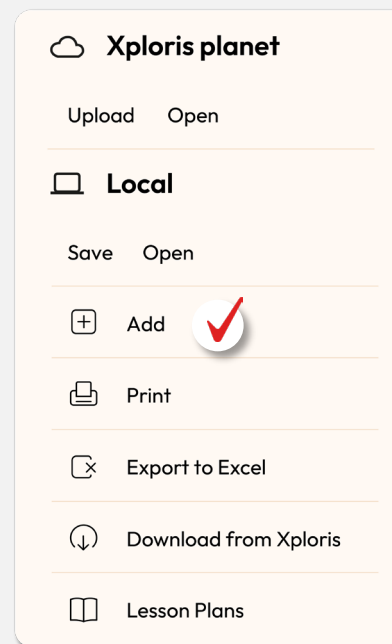 Xploris planet
Upload Open
Local
Save Open
Add
Print
Export to Excel
Download from Xploris
Lesson Plans